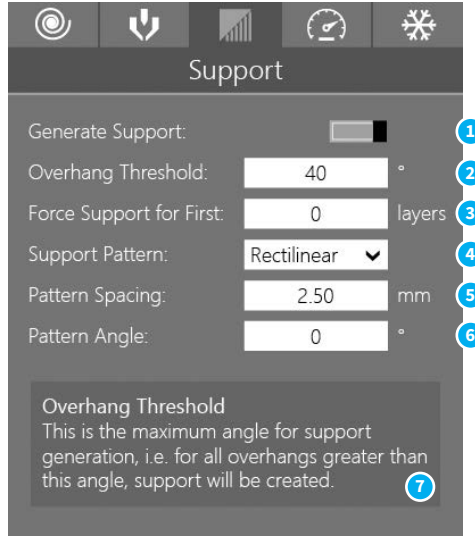 Support
Generate Support: 1
Overhang Threshold: 40 ° 2
Force Support for First: 0 layers 3
Support Pattern: Rectilinear 4
Pattern Spacing: 2.50 mm 5
Pattern Angle: 0 ° 6
Overhang Threshold
This is the maximum angle for support
generation, i.e. for all overhangs greater than
this angle, support will be created. 7